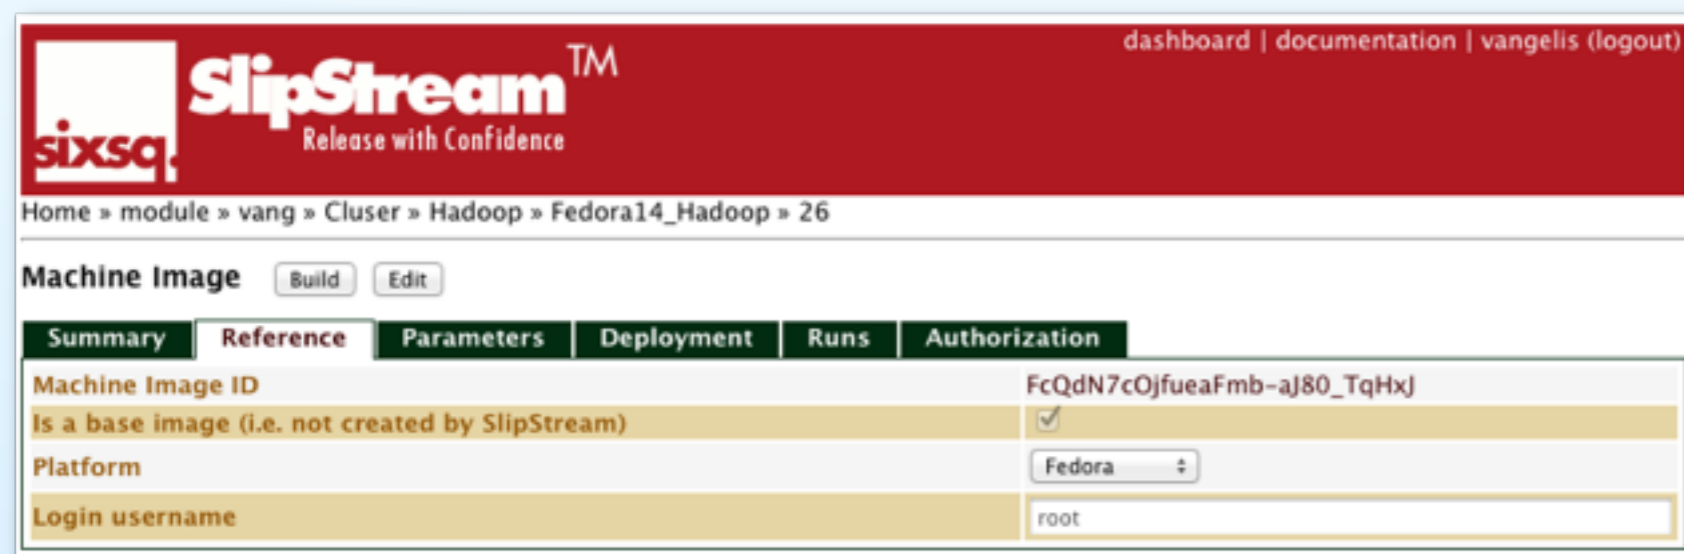 dashboard | documentation | vangelis (logout)
SlipStream™
sixsq.
Release with Confidence
Home » module » vang » Cluser » Hadoop » Fedora14_Hadoop » 26
Machine Image Build Edit
Summary Reference Parameters Deployment Runs Authorization
Machine Image ID FcQdN7cOjfueaFmb-aJ80_TqHxJ
Is a base image (i.e. not created by SlipStream)
Platform Fedora
Login username root